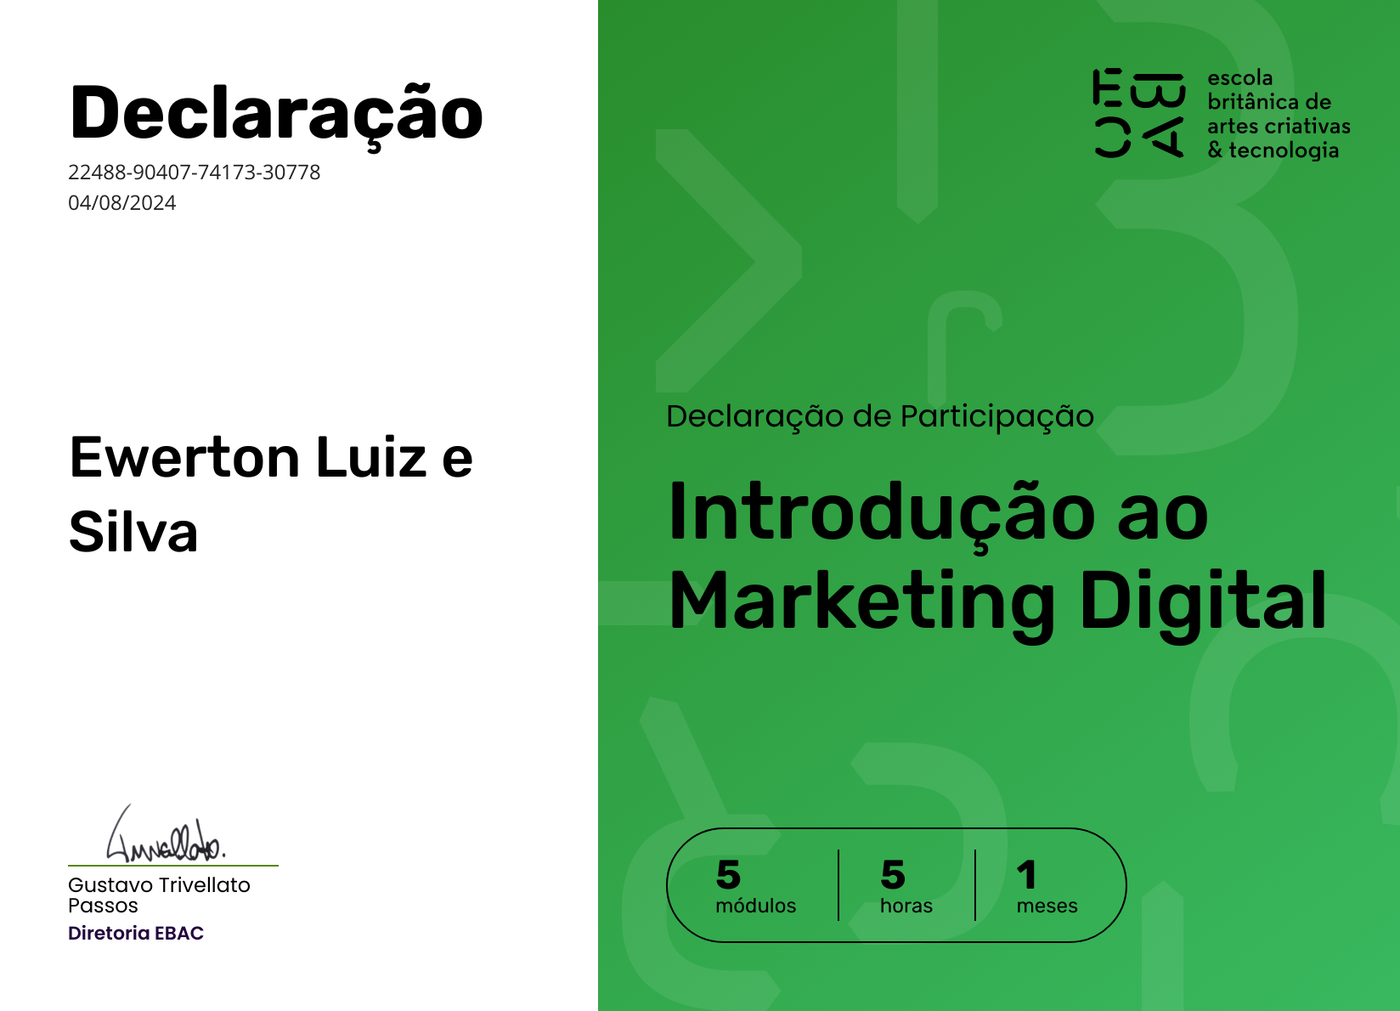 Declaração
22488-90407-74173-30778
04/08/2024
Ewerton Luiz e
Silva
Gustavo Trivellato
Passos
Diretoria EBAC
EBAC
escola
britânica de
artes criativas
& tecnologia
Declaração de Participação
Introdução ao
Marketing Digital
5
módulos
5
horas
1
meses